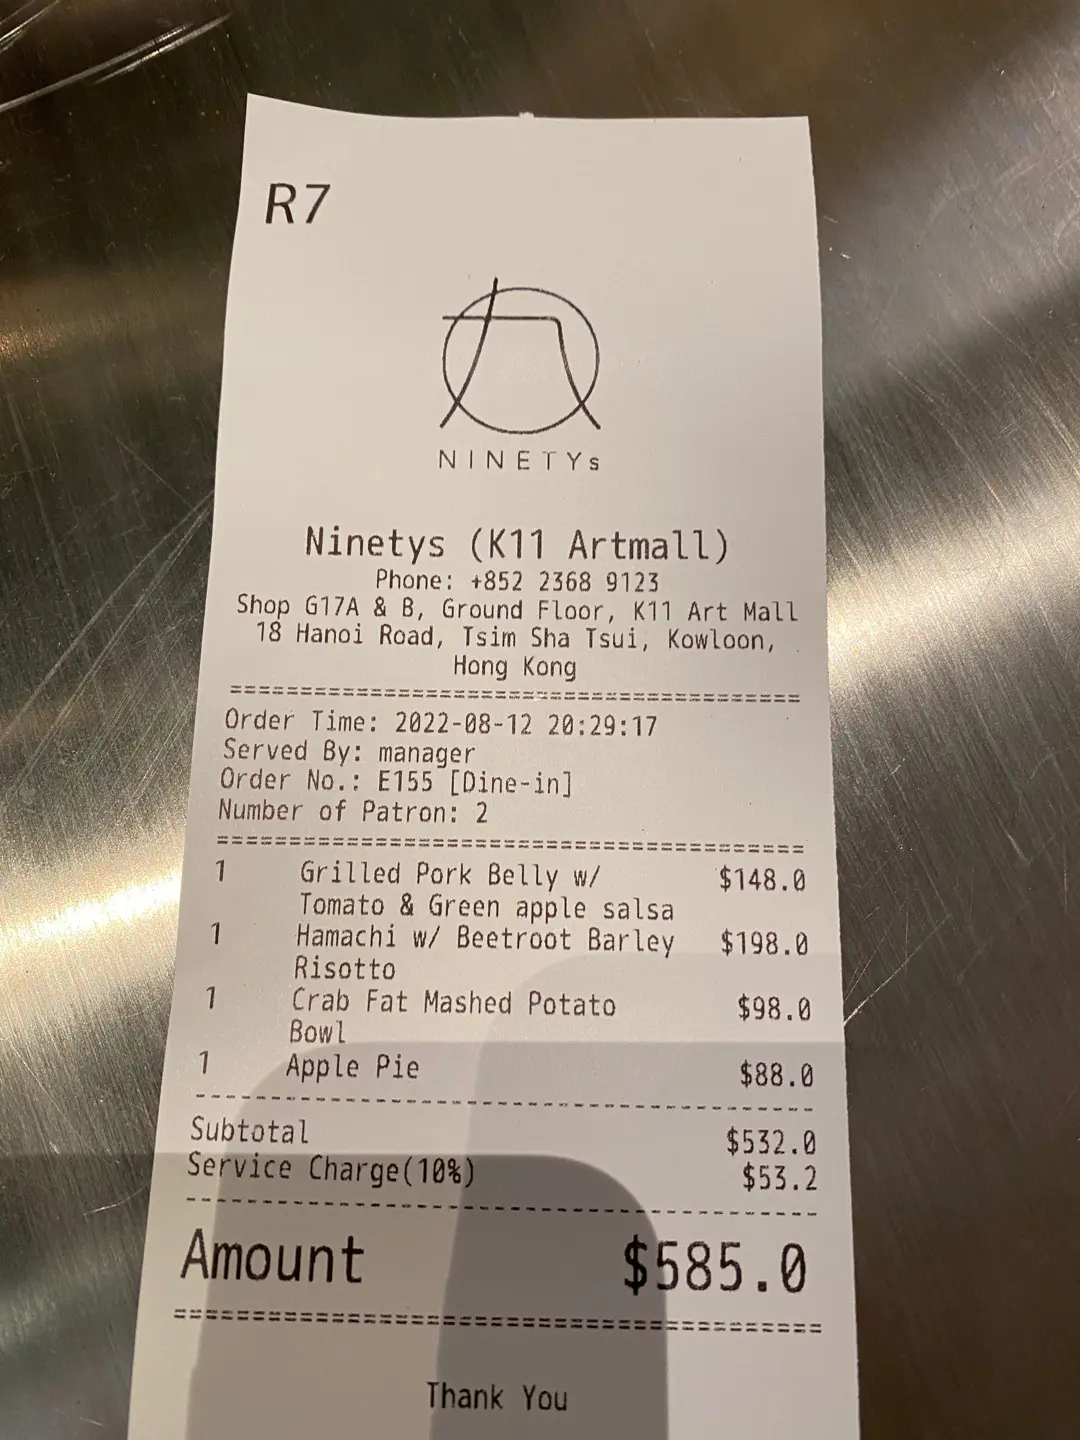 R7
NINETYs
Ninetys (K11 Artmall)
Phone: +852 2368 9123
Shop G17A & B, Ground Floor, K11 Art Mall
18 Hanoi Road, Tsim Sha Tsui, Kowloon,
Hong Kong
=========================================
Order Time: 2022-08-12 20:29:17
Served By: manager
Order No.: E155 [Dine-in]
Number of Patron: 2
=========================================
1 Grilled Pork Belly w/ $148.0
Tomato & Green apple salsa
1 Hamachi w/ Beetroot Barley $198.0
Risotto
1 Crab Fat Mashed Potato $98.0
Bowl
1 Apple Pie $88.0
-----------------------------------------
Subtotal $532.0
Service Charge(10%) $53.2
-----------------------------------------
Amount $585.0
=========================================
Thank You